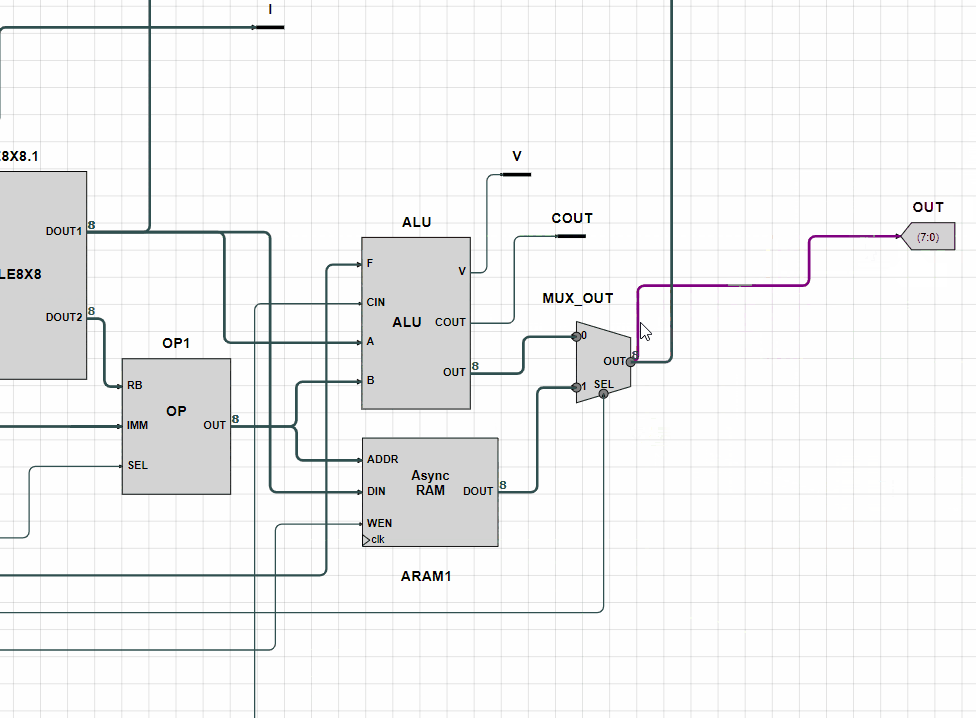 I
8X8.1
V
DOUT1
8
LE8X8
DOUT2
8
OP1
RB
OP
IMM
OUT
8
SEL
ALU
F
V
CIN
ALU
COUT
A
OUT
8
B
COUT
MUX_OUT
0
OUT
8
1
SEL
OUT
(7:0)
ADDR
Async
RAM
DIN
DOUT
8
WEN
clk
ARAM1